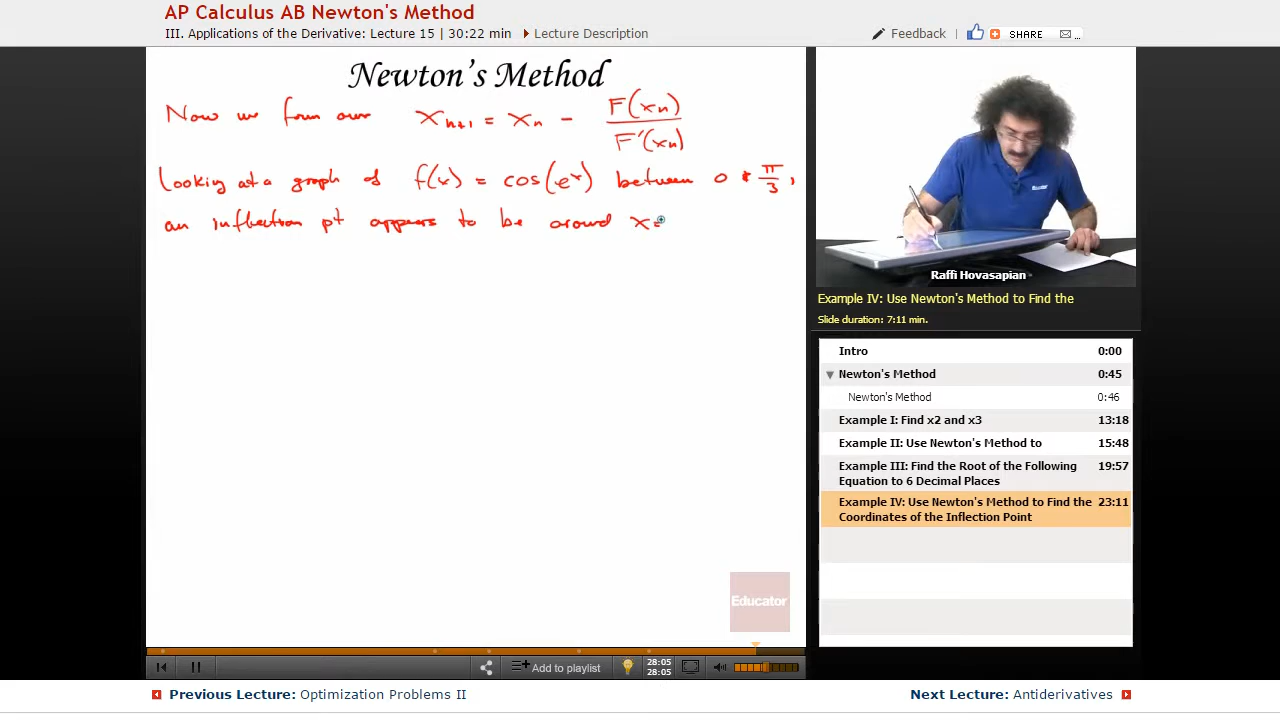 AP Calculus AB Newton's Method
III. Applications of the Derivative: Lecture 15 | 30:22 min Lecture Description
Feedback | SHARE ...
Newton's Method
Now we form our x_{n+1} = x_n - F(x_n) / F'(x_n)
Looking at a graph of f(x) = cos(e^x) between 0 & π/3,
an inflection pt appears to be around x=
Educator
Raffi Hovasapian
Example IV: Use Newton's Method to Find the
Slide duration: 7:11 min.
Intro 0:00
Newton's Method 0:45
Newton's Method 0:46
Example I: Find x2 and x3 13:18
Example II: Use Newton's Method to 15:48
Example III: Find the Root of the Following 19:57
Equation to 6 Decimal Places
Example IV: Use Newton's Method to Find the 23:11
Coordinates of the Inflection Point
Educator
Add to playlist
28:05
28:05
Previous Lecture: Optimization Problems II
Next Lecture: Antiderivatives